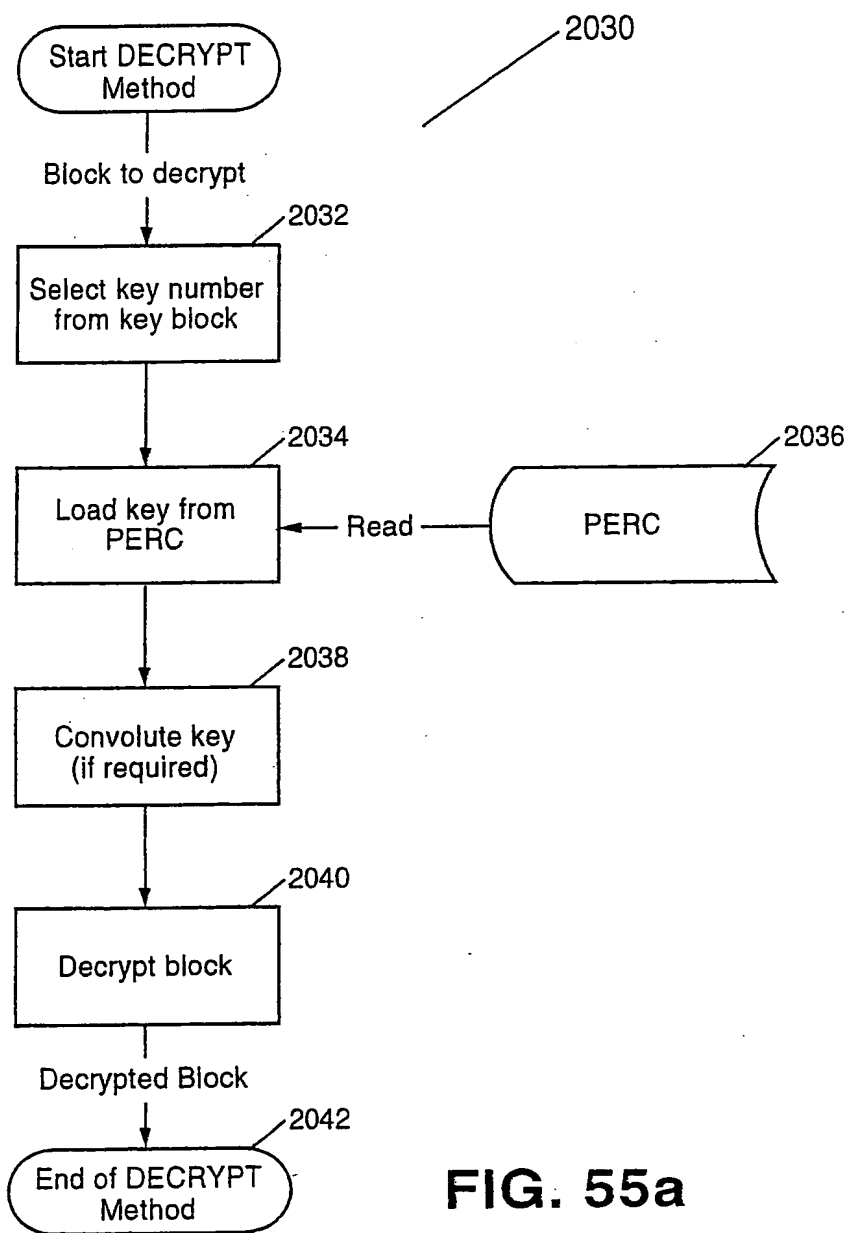 2030
Start DECRYPT
Method
Block to decrypt
2032
Select key number
from key block
2034
Load key from
PERC
Read
2036
PERC
2038
Convolute key
(if required)
2040
Decrypt block
Decrypted Block
2042
End of DECRYPT
Method
FIG. 55a